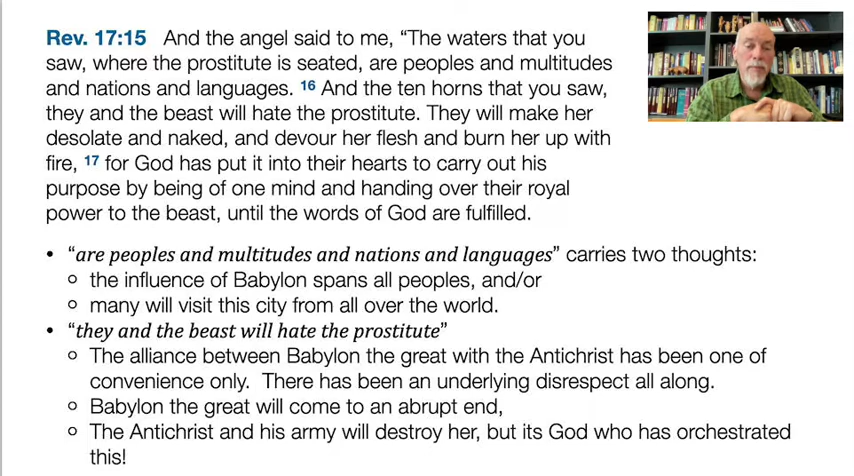 Rev. 17:15 And the angel said to me, “The waters that you
saw, where the prostitute is seated, are peoples and multitudes
and nations and languages. 16 And the ten horns that you saw,
they and the beast will hate the prostitute. They will make her
desolate and naked, and devour her flesh and burn her up with
fire, 17 for God has put it into their hearts to carry out his
purpose by being of one mind and handing over their royal
power to the beast, until the words of God are fulfilled.
• “are peoples and multitudes and nations and languages” carries two thoughts:
o the influence of Babylon spans all peoples, and/or
o many will visit this city from all over the world.
• “they and the beast will hate the prostitute”
o The alliance between Babylon the great with the Antichrist has been one of
convenience only. There has been an underlying disrespect all along.
o Babylon the great will come to an abrupt end,
o The Antichrist and his army will destroy her, but its God who has orchestrated
this!